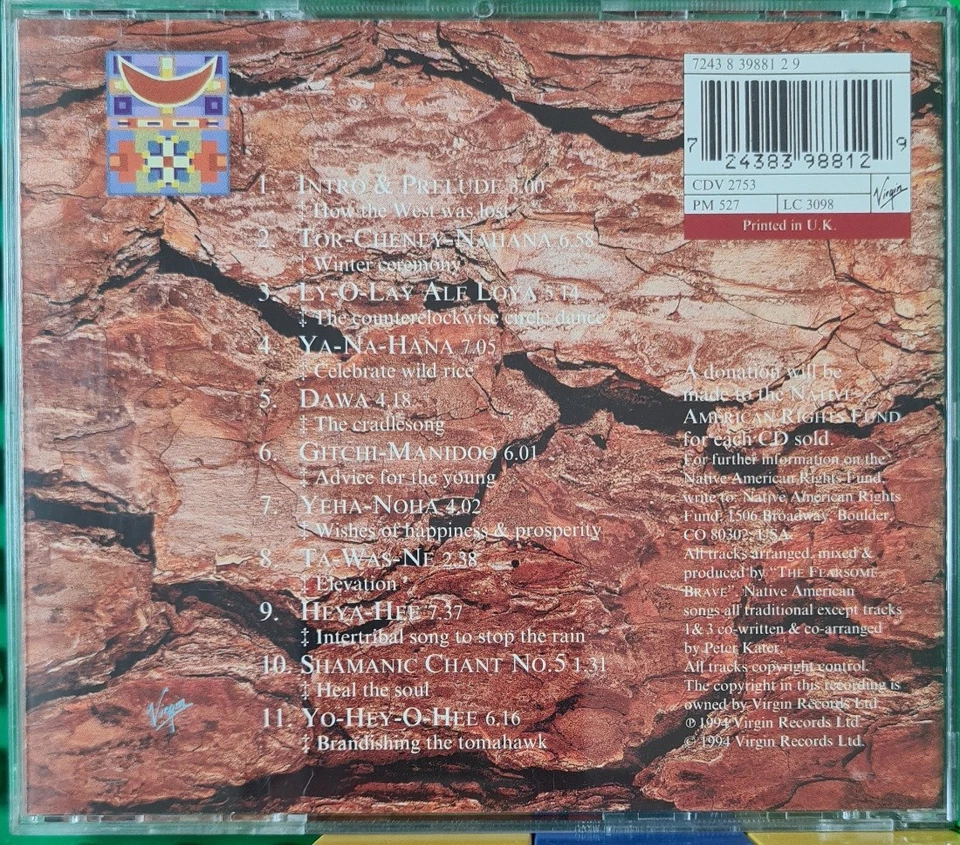 7243 8 39881 2 9
7 24383 98812 9
CDV 2753
Virgin
PM 527 LC 3098
Printed in U.K.
1. INTRO & PRELUDE 3.00
‡ How the West was lost
2. TOR-CHENEY-NAHANA 6.58
‡ Winter ceremony
3. LY-O-LAY ALE LOYA 5.14
‡ The counterclockwise circle dance
4. YA-NA-HANA 7.05
‡ Celebrate wild rice
5. DAWA 4.18
‡ The cradlesong
6. GITCHI-MANIDOO 6.01
‡ Advice for the young
7. YEHA-NOHA 4.02
‡ Wishes of happiness & prosperity
8. TA-WAS-NE 2.38
‡ Elevation
9. HEYA-HEE 7.37
‡ Intertribal song to stop the rain
10. SHAMANIC CHANT NO.5 1.31
‡ Heal the soul
11. YO-HEY-O-HEE 6.16
‡ Brandishing the tomahawk
A donation will be
made to the NATIVE
AMERICAN RIGHTS FUND
for each CD sold.
For further information on the
Native American Rights Fund
write to: Native American Rights
Fund, 1506 Broadway, Boulder,
CO 80302, USA.
All tracks arranged, mixed &
produced by "THE FEARSOME
BRAVE". Native American
songs all traditional except tracks
1 & 3 co-written & co-arranged
by Peter Kater.
All tracks copyright control.
The copyright in this recording is
owned by Virgin Records Ltd.
℗ 1994 Virgin Records Ltd.
© 1994 Virgin Records Ltd.
Virgin